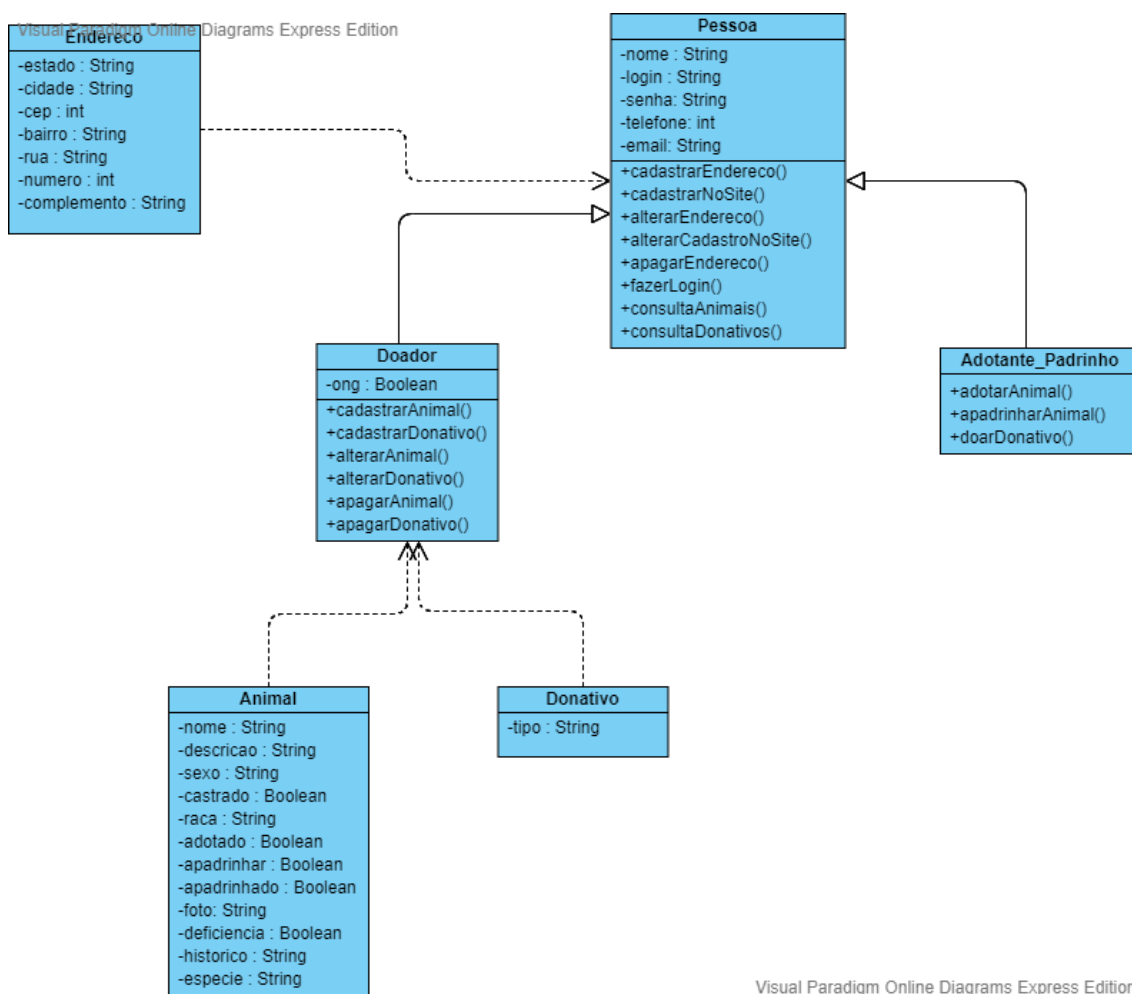 Visual Paradigm Online Diagrams Express Edition
Endereco
-estado : String
-cidade : String
-cep : int
-bairro : String
-rua : String
-numero : int
-complemento : String
Pessoa
-nome : String
-login : String
-senha: String
-telefone: int
-email: String
+cadastrarEndereco()
+cadastrarNoSite()
+alterarEndereco()
+alterarCadastroNoSite()
+apagarEndereco()
+fazerLogin()
+consultaAnimais()
+consultaDonativos()
Doador
-ong : Boolean
+cadastrarAnimal()
+cadastrarDonativo()
+alterarAnimal()
+alterarDonativo()
+apagarAnimal()
+apagarDonativo()
Adotante_Padrinho
+adotarAnimal()
+apadrinharAnimal()
+doarDonativo()
Animal
-nome : String
-descricao : String
-sexo : String
-castrado : Boolean
-raca : String
-adotado : Boolean
-apadrinhar : Boolean
-apadrinhado : Boolean
-foto: String
-deficiencia : Boolean
-historico : String
-especie : String
Donativo
-tipo : String
Visual Paradigm Online Diagrams Express Edition